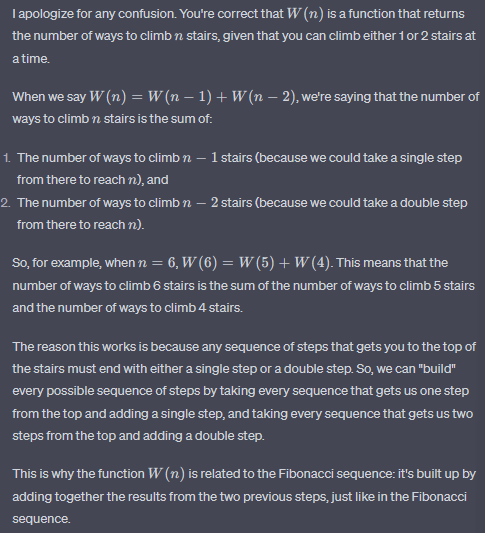 I apologize for any confusion. You're correct that W(n) is a function that returns
the number of ways to climb n stairs, given that you can climb either 1 or 2 stairs at
a time.
When we say W(n) = W(n − 1) + W(n − 2), we're saying that the number of
ways to climb n stairs is the sum of:
1. The number of ways to climb n − 1 stairs (because we could take a single step
from there to reach n), and
2. The number of ways to climb n − 2 stairs (because we could take a double step
from there to reach n).
So, for example, when n = 6, W(6) = W(5) + W(4). This means that the
number of ways to climb 6 stairs is the sum of the number of ways to climb 5 stairs
and the number of ways to climb 4 stairs.
The reason this works is because any sequence of steps that gets you to the top of
the stairs must end with either a single step or a double step. So, we can "build"
every possible sequence of steps by taking every sequence that gets us one step
from the top and adding a single step, and taking every sequence that gets us two
steps from the top and adding a double step.
This is why the function W(n) is related to the Fibonacci sequence: it's built up by
adding together the results from the two previous steps, just like in the Fibonacci
sequence.